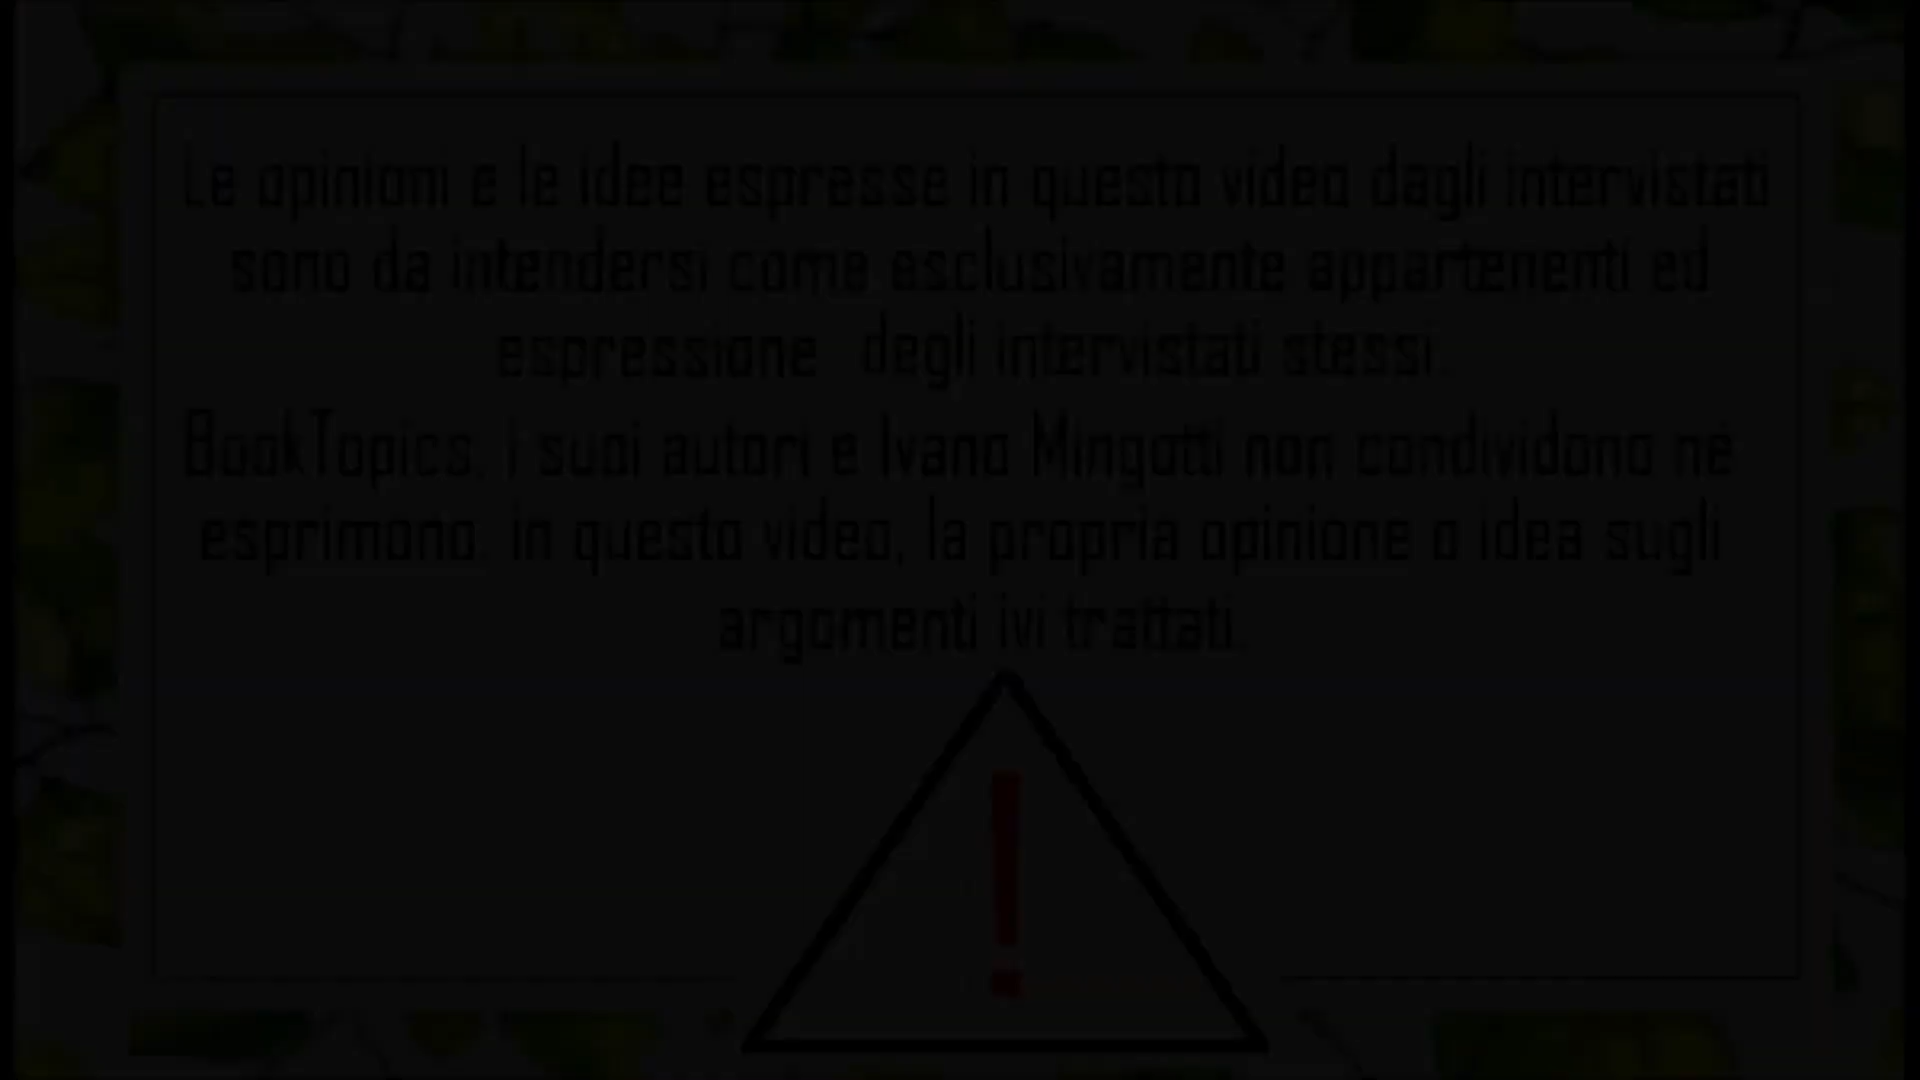 Le opinioni e le idee espresse in questo video dagli intervistati
sono da intendersi come esclusivamente appartenenti ed
espressione degli intervistati stessi.
BookTopics, i suoi autori e Ivano Mingotti non condividono né
esprimono, in questo video, la propria opinione o idea sugli
argomenti ivi trattati.
!